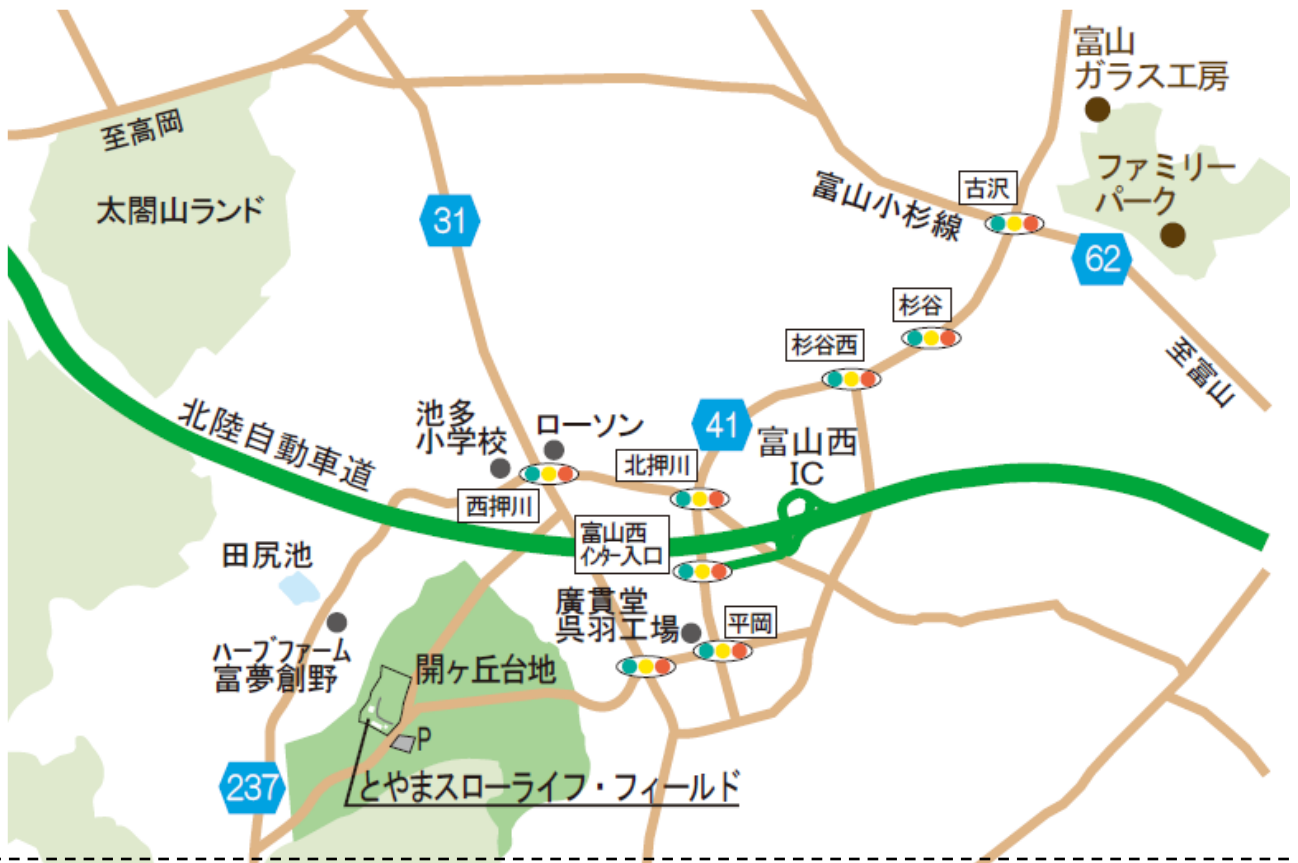 富山
ガラス工房
至高岡
ファミリー
パーク
太閤山ランド
31
富山小杉線
古沢
62
杉谷
杉谷西
至富山
北陸自動車道
池多
小学校
ローソン
41
富山西
IC
北押川
西押川
富山西
インター入口
田尻池
廣貫堂
呉羽工場
平岡
ハーブファーム
富夢創野
開ヶ丘台地
P
237
とやまスローライフ・フィールド